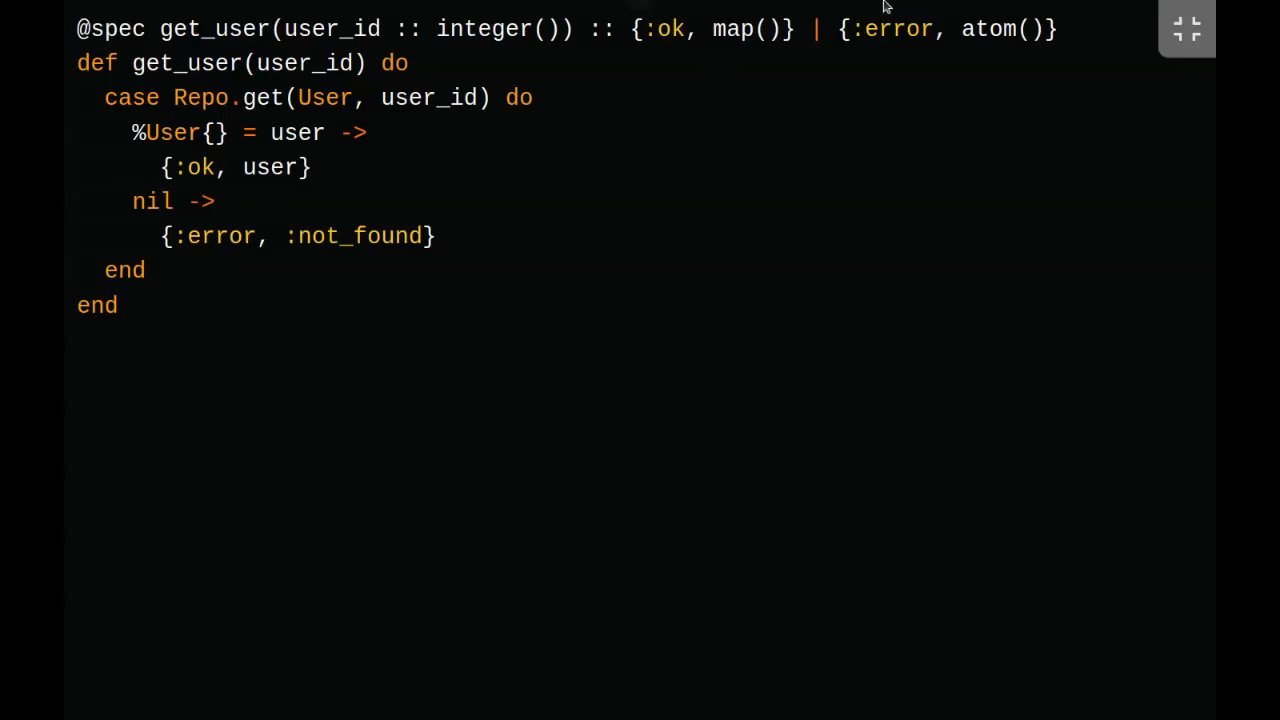 @spec get_user(user_id :: integer()) :: {:ok, map()} | {:error, atom()}
def get_user(user_id) do
  case Repo.get(User, user_id) do
    %User{} = user ->
      {:ok, user}
    nil ->
      {:error, :not_found}
  end
end